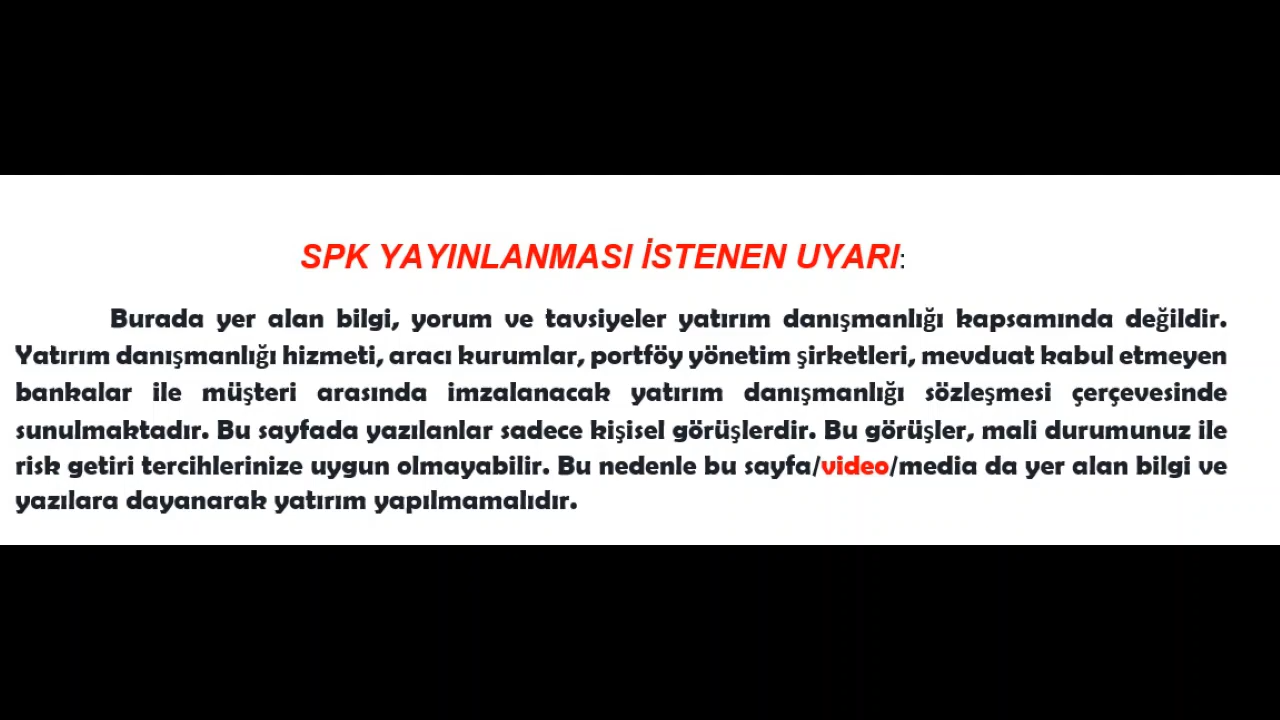 SPK YAYINLANMASI İSTENEN UYARI:
Burada yer alan bilgi, yorum ve tavsiyeler yatırım danışmanlığı kapsamında değildir.
Yatırım danışmanlığı hizmeti, aracı kurumlar, portföy yönetim şirketleri, mevduat kabul etmeyen
bankalar ile müşteri arasında imzalanacak yatırım danışmanlığı sözleşmesi çerçevesinde
sunulmaktadır. Bu sayfada yazılanlar sadece kişisel görüşlerdir. Bu görüşler, mali durumunuz ile
risk getiri tercihlerinize uygun olmayabilir. Bu nedenle bu sayfa/video/media da yer alan bilgi ve
yazılara dayanarak yatırım yapılmamalıdır.